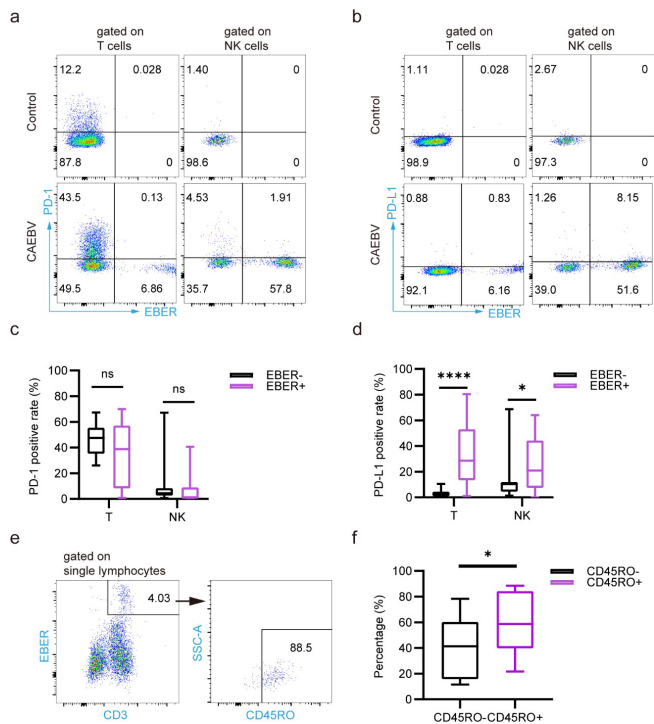 a
gated on
T cells
gated on
NK cells
Control
12.2
0.028
87.8
0
1.40
0
98.6
0
CAEBV
PD-1
43.5
0.13
49.5
6.86
4.53
1.91
35.7
57.8
EBER
b
gated on
T cells
gated on
NK cells
Control
1.11
0.028
98.9
0
2.67
0
97.3
0
CAEBV
PD-L1
0.88
0.83
92.1
6.16
1.26
8.15
39.0
51.6
EBER
c
PD-1 positive rate (%)
100
80
60
40
20
0
ns
ns
T
NK
EBER-
EBER+
d
PD-L1 positive rate (%)
100
80
60
40
20
0
****
*
T
NK
EBER-
EBER+
e
gated on
single lymphocytes
4.03
EBER
CD3
SSC-A
88.5
CD45RO
f
Percentage (%)
100
80
60
40
20
0
*
CD45RO-CD45RO+
CD45RO-
CD45RO+